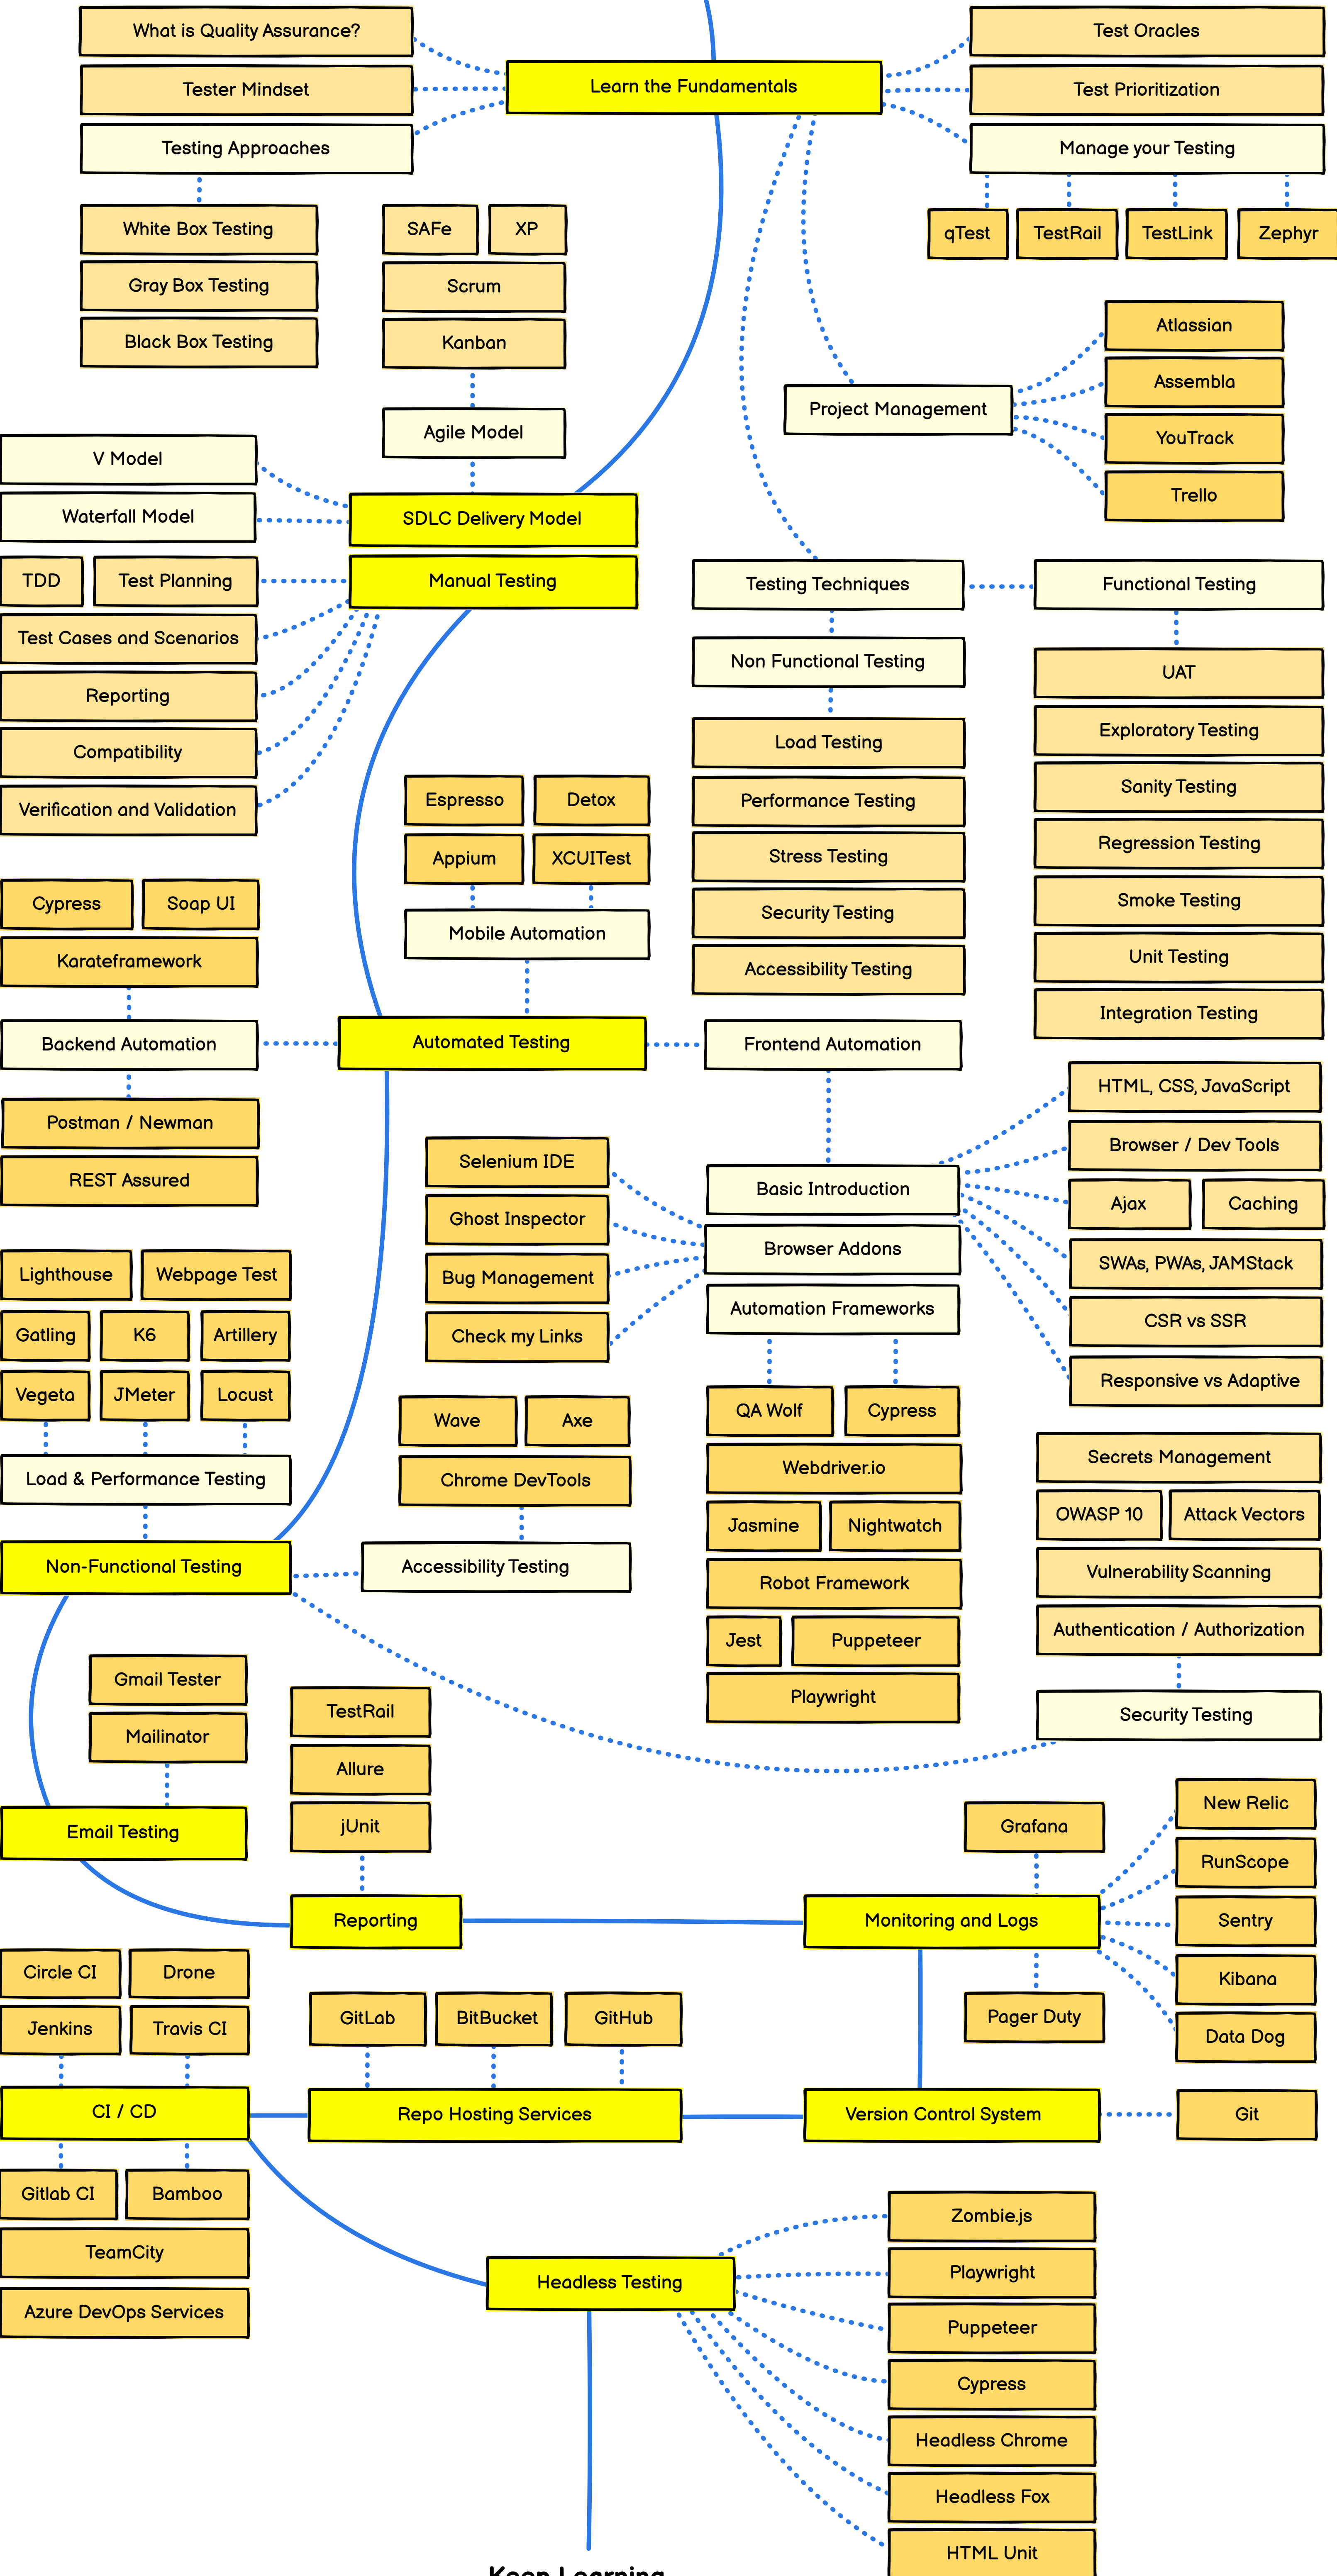 What is Quality Assurance?
Tester Mindset
Testing Approaches
Learn the Fundamentals
Test Oracles
Test Prioritization
Manage your Testing
White Box Testing
Gray Box Testing
Black Box Testing
SAFe
XP
Scrum
Kanban
Agile Model
qTest
TestRail
TestLink
Zephyr
Project Management
Atlassian
Assembla
YouTrack
Trello
V Model
Waterfall Model
SDLC Delivery Model
TDD
Test Planning
Manual Testing
Test Cases and Scenarios
Reporting
Compatibility
Verification and Validation
Testing Techniques
Functional Testing
Non Functional Testing
Load Testing
Performance Testing
Stress Testing
Security Testing
Accessibility Testing
UAT
Exploratory Testing
Sanity Testing
Regression Testing
Smoke Testing
Unit Testing
Integration Testing
Espresso
Detox
Appium
XCUITest
Mobile Automation
Cypress
Soap UI
Karateframework
Backend Automation
Automated Testing
Frontend Automation
Postman / Newman
REST Assured
HTML, CSS, JavaScript
Browser / Dev Tools
Ajax
Caching
SWAs, PWAs, JAMStack
CSR vs SSR
Responsive vs Adaptive
Selenium IDE
Ghost Inspector
Bug Management
Check my Links
Basic Introduction
Browser Addons
Automation Frameworks
QA Wolf
Cypress
Webdriver.io
Jasmine
Nightwatch
Robot Framework
Jest
Puppeteer
Playwright
Lighthouse
Webpage Test
Gatling
K6
Artillery
Vegeta
JMeter
Locust
Load & Performance Testing
Wave
Axe
Chrome DevTools
Non-Functional Testing
Accessibility Testing
Secrets Management
OWASP 10
Attack Vectors
Vulnerability Scanning
Authentication / Authorization
Security Testing
Gmail Tester
Mailinator
Email Testing
TestRail
Allure
jUnit
Reporting
Grafana
Monitoring and Logs
Pager Duty
New Relic
RunScope
Sentry
Kibana
Data Dog
Circle CI
Drone
Jenkins
Travis CI
CI / CD
GitLab
BitBucket
GitHub
Repo Hosting Services
Version Control System
Git
Gitlab CI
Bamboo
TeamCity
Azure DevOps Services
Headless Testing
Zombie.js
Playwright
Puppeteer
Cypress
Headless Chrome
Headless Fox
HTML Unit
Keep Learning